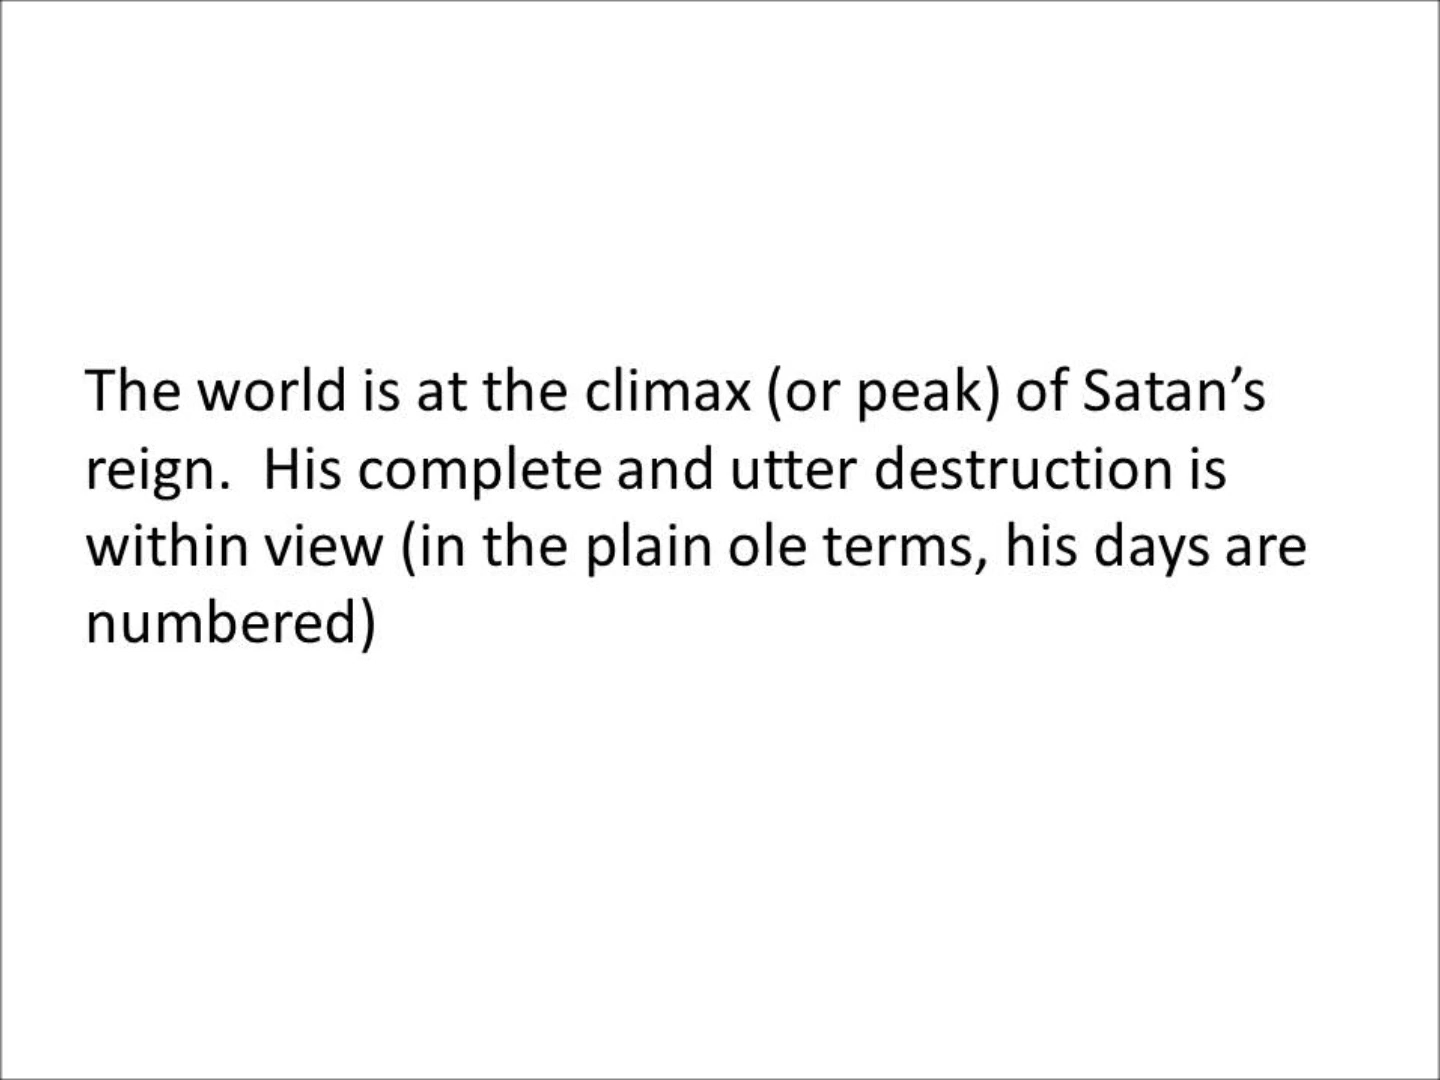 The world is at the climax (or peak) of Satan’s
reign.  His complete and utter destruction is
within view (in the plain ole terms, his days are
numbered)